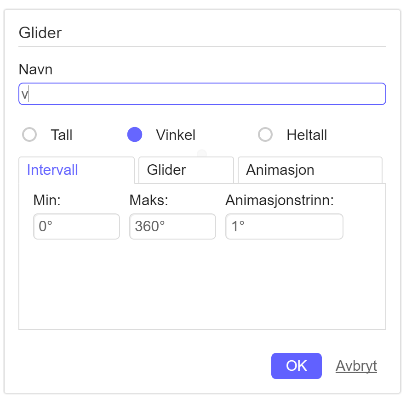 Glider
Navn
v
Tall Vinkel Heltall
Intervall Glider Animasjon
Min: Maks: Animasjonstrinn:
0° 360° 1°
OK Avbryt